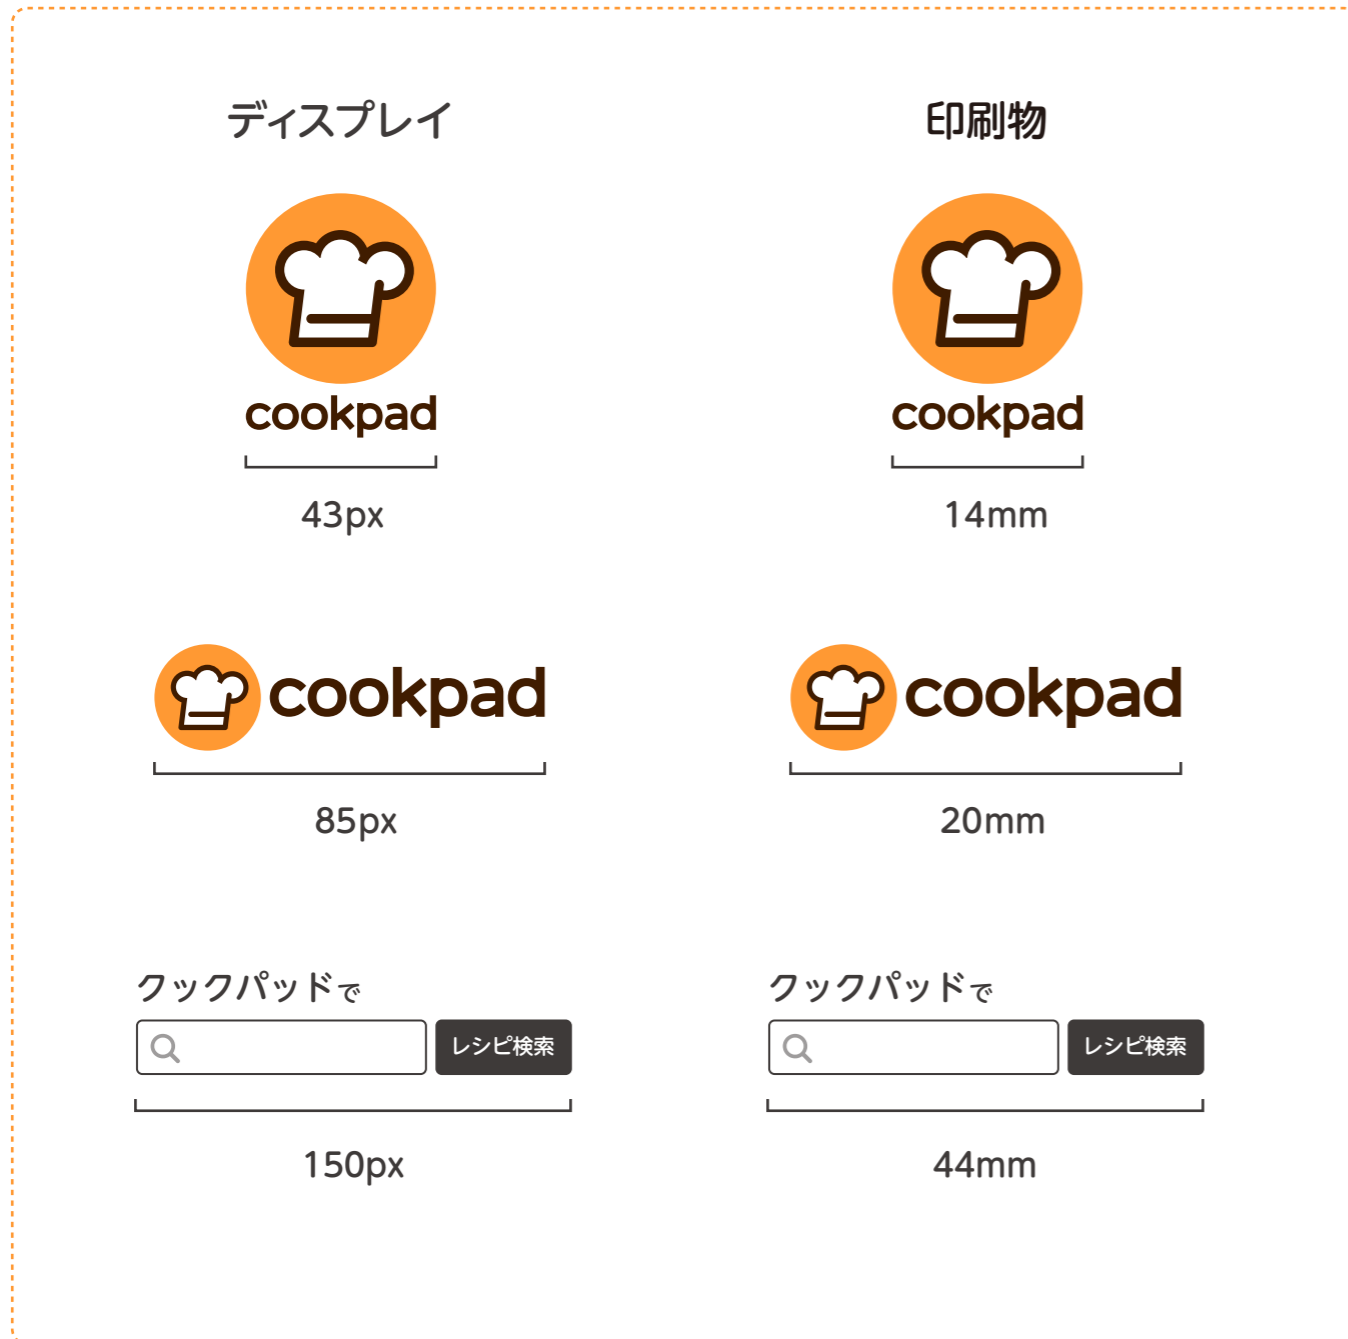 ディスプレイ
印刷物
cookpad
cookpad
43px
14mm
cookpad
cookpad
85px
20mm
クックパッドで
クックパッドで
レシピ検索
レシピ検索
150px
44mm